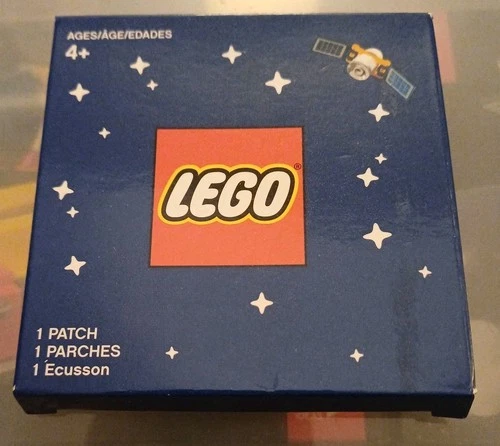 AGES/ÂGE/EDADES
4+
LEGO®
1 PATCH
1 PARCHES
1 Écusson